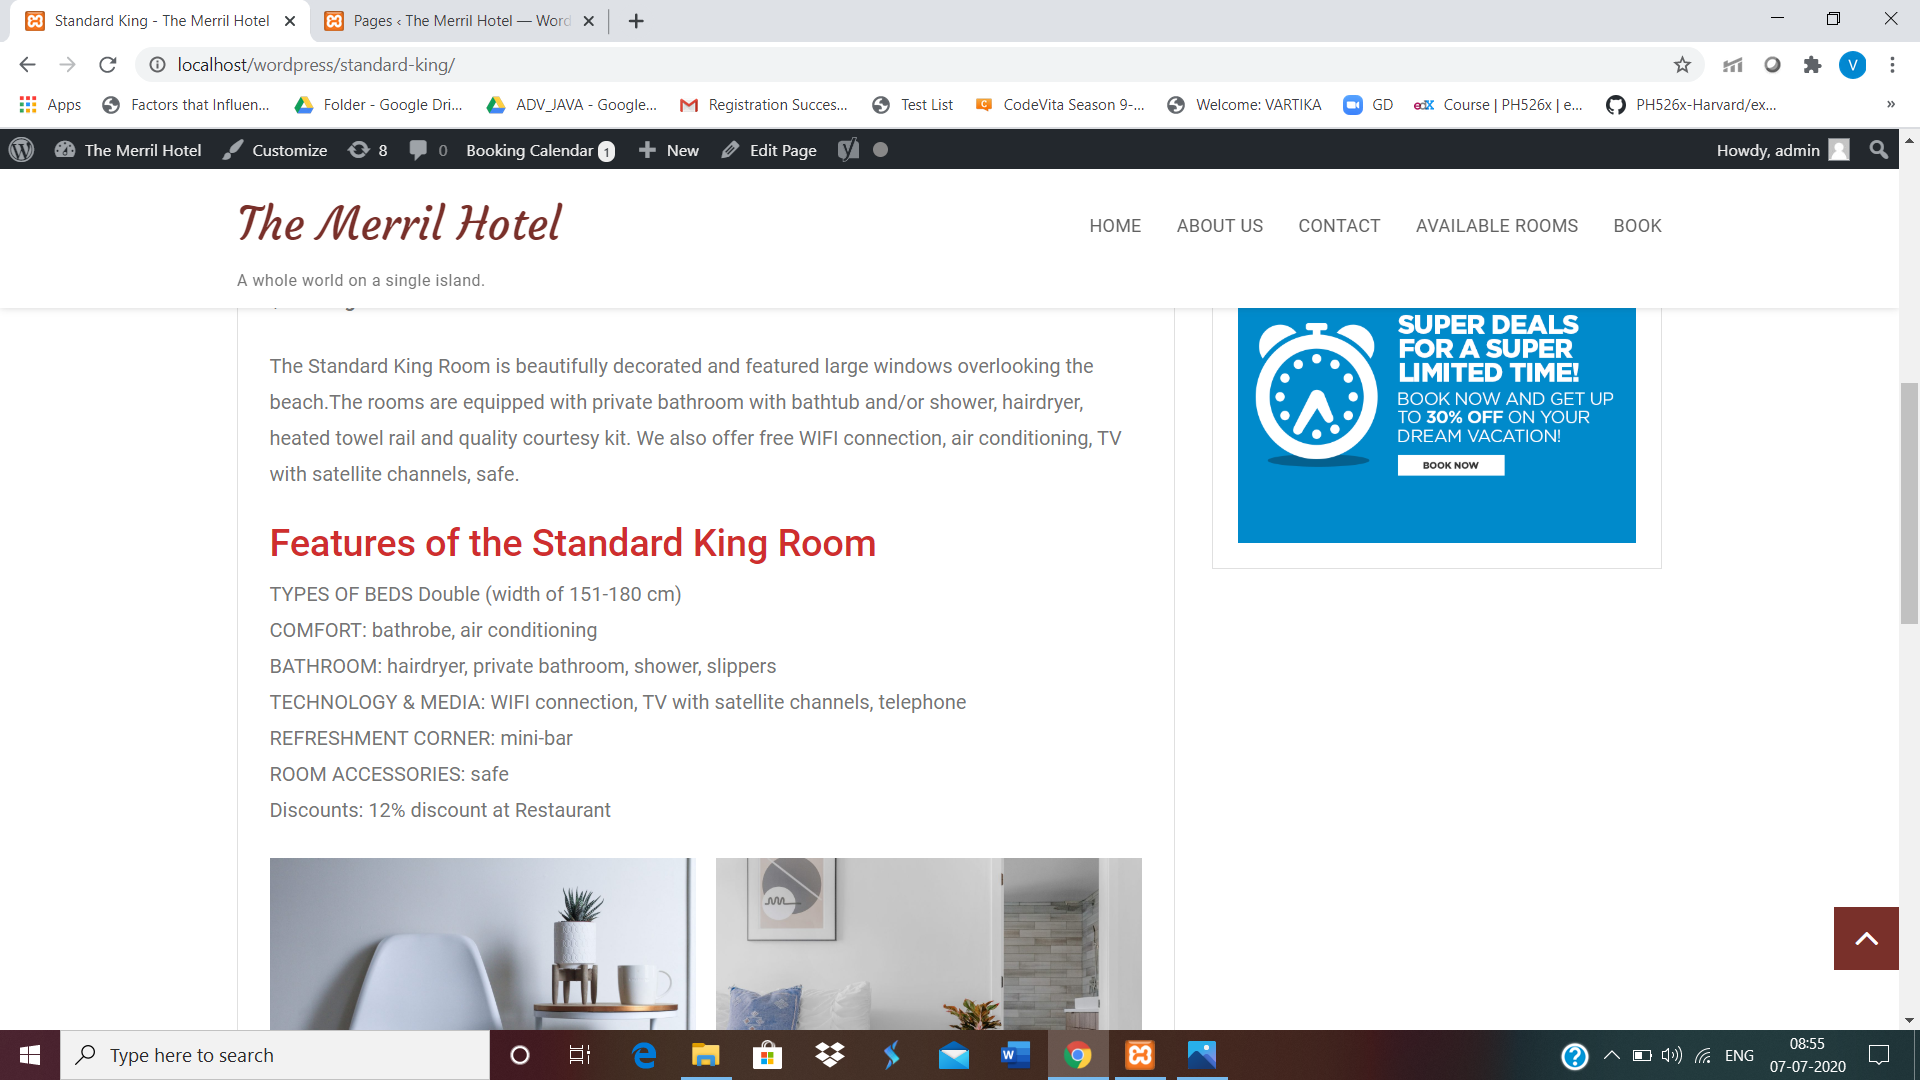 Standard King - The Merril Hotel
Pages ‹ The Merril Hotel — Word
localhost/wordpress/standard-king/
V
Apps
Factors that Influen...
Folder - Google Dri...
ADV_JAVA - Google...
Registration Succes...
Test List
CodeVita Season 9-...
Welcome: VARTIKA
GD
edX
Course | PH526x | e...
PH526x-Harvard/ex...
»
The Merril Hotel
Customize
8
0
Booking Calendar 1
New
Edit Page
Howdy, admin
The Merril Hotel
A whole world on a single island.
HOME
ABOUT US
CONTACT
AVAILABLE ROOMS
BOOK
The Standard King Room is beautifully decorated and featured large windows overlooking the
beach.The rooms are equipped with private bathroom with bathtub and/or shower, hairdryer,
heated towel rail and quality courtesy kit. We also offer free WIFI connection, air conditioning, TV
with satellite channels, safe.
Features of the Standard King Room
TYPES OF BEDS Double (width of 151-180 cm)
COMFORT: bathrobe, air conditioning
BATHROOM: hairdryer, private bathroom, shower, slippers
TECHNOLOGY & MEDIA: WIFI connection, TV with satellite channels, telephone
REFRESHMENT CORNER: mini-bar
ROOM ACCESSORIES: safe
Discounts: 12% discount at Restaurant
SUPER DEALS
FOR A SUPER
LIMITED TIME!
BOOK NOW AND GET UP
TO 30% OFF ON YOUR
DREAM VACATION!
BOOK NOW
Type here to search
ENG
08:55
07-07-2020